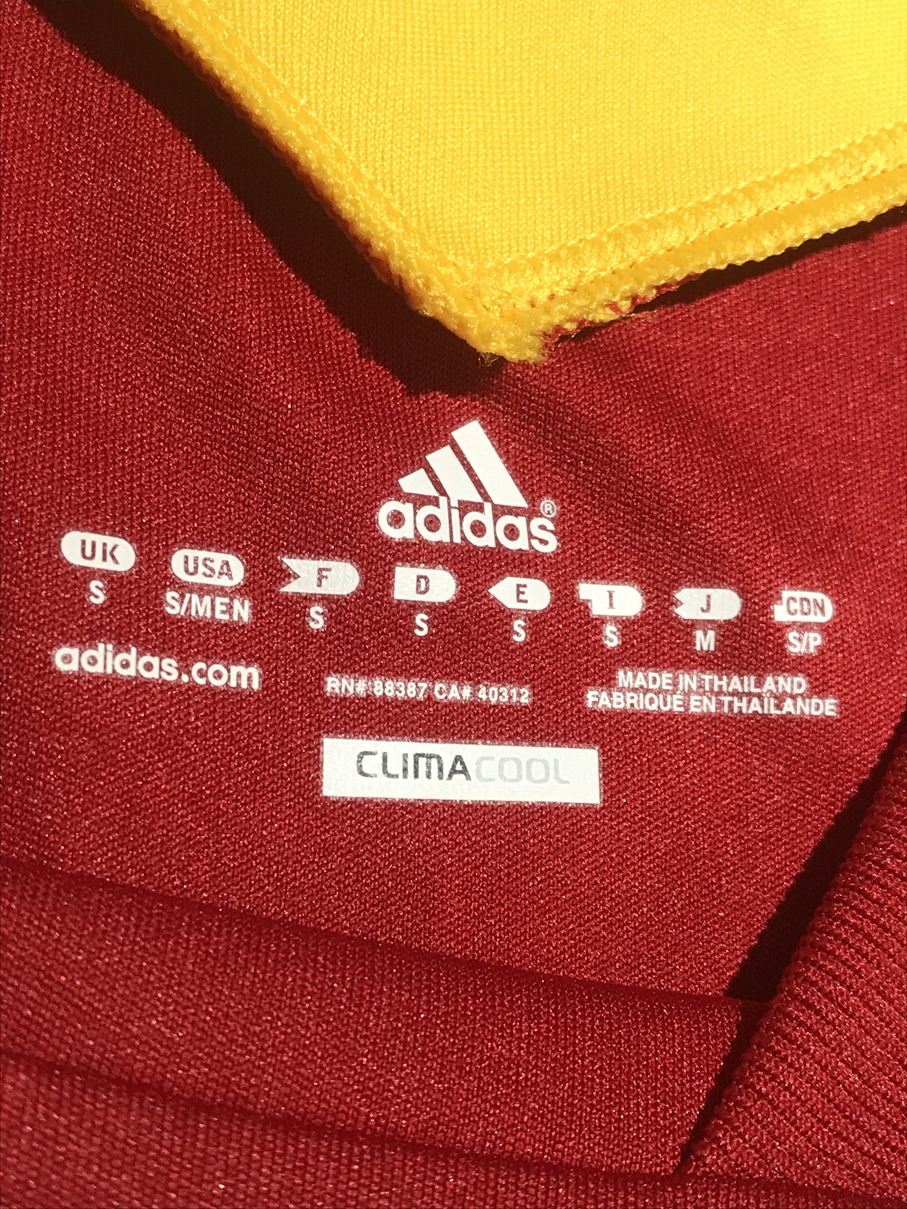 adidas®
UK USA F D E I J CDN
S S/MEN S S S S M S/P
adidas.com
RN# 88387 CA# 40312
MADE IN THAILAND
FABRIQUÉ EN THAÏLANDE
CLIMACOOL